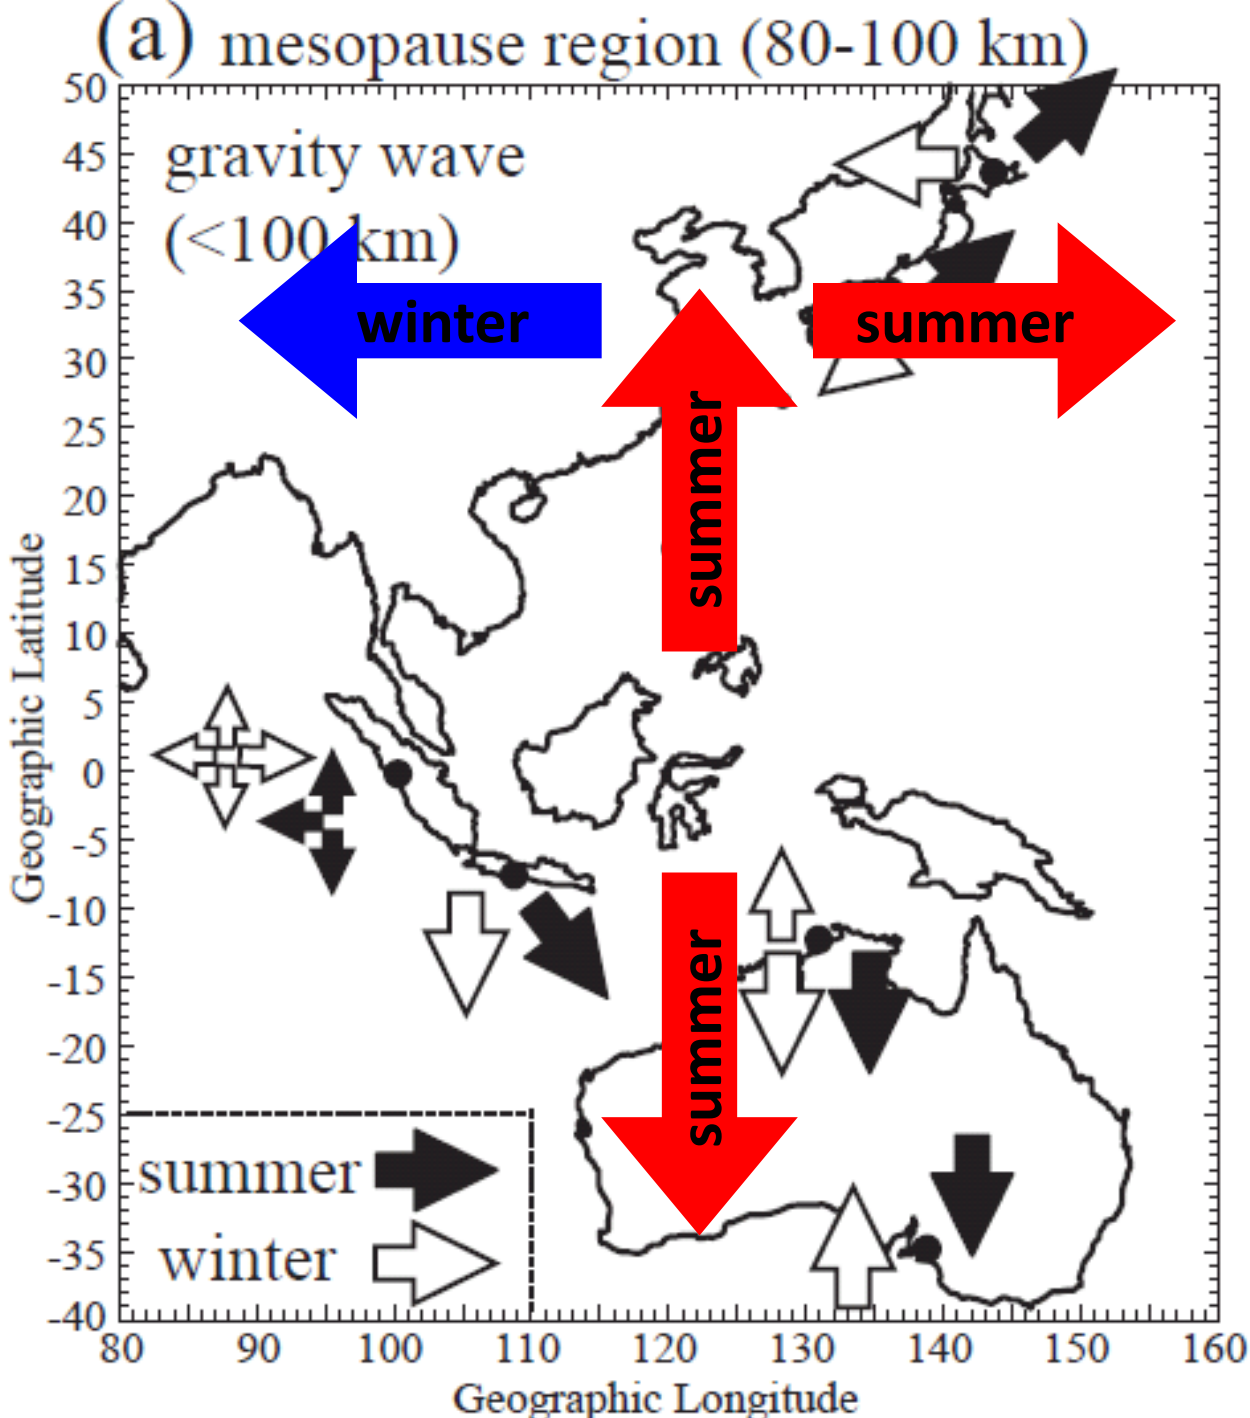 (a) mesopause region (80-100 km)
gravity wave
(<100 km)
winter
summer
summer
summer
summer
winter
50
45
40
35
30
25
20
15
10
5
0
-5
-10
-15
-20
-25
-30
-35
-40
80 90 100 110 120 130 140 150 160
Geographic Latitude
Geographic Longitude